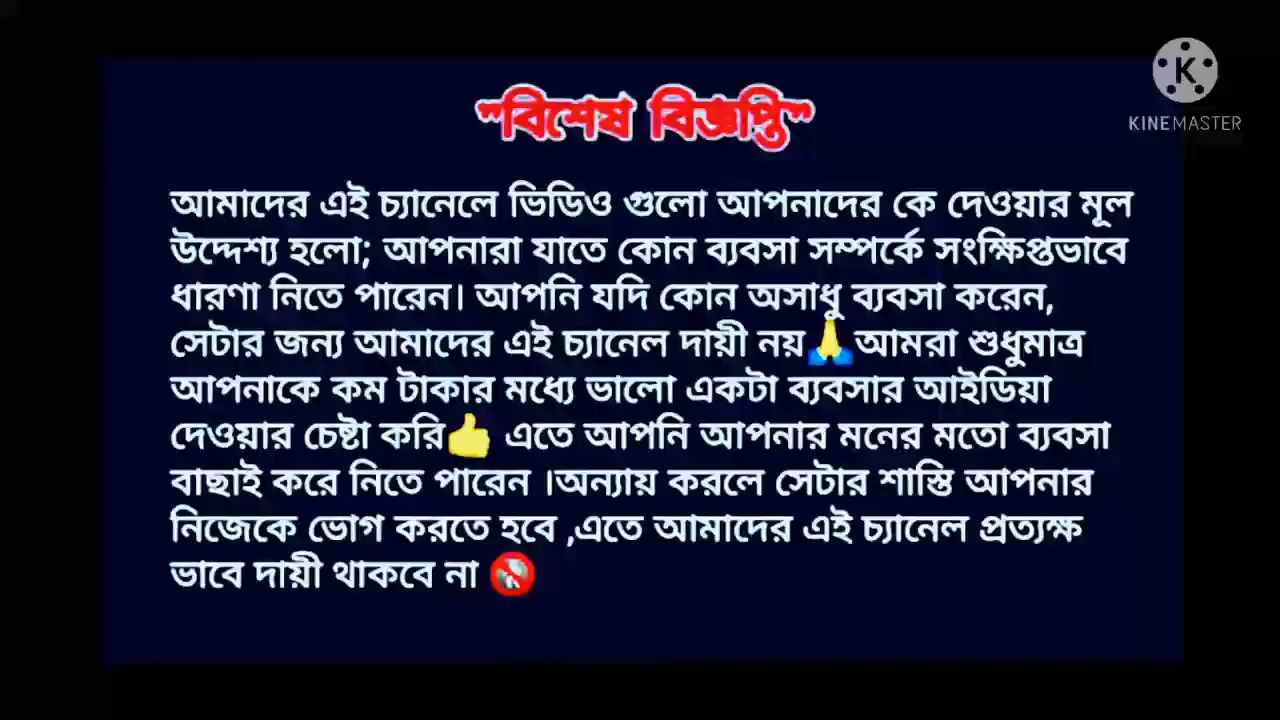 "বিশেষ বিজ্ঞপ্তি"
KINEMASTER
আমাদের এই চ্যানেলে ভিডিও গুলো আপনাদের কে দেওয়ার মূল
উদ্দেশ্য হলো; আপনারা যাতে কোন ব্যবসা সম্পর্কে সংক্ষিপ্তভাবে
ধারণা নিতে পারেন। আপনি যদি কোন অসাধু ব্যবসা করেন,
সেটার জন্য আমাদের এই চ্যানেল দায়ী নয়🙏আমরা শুধুমাত্র
আপনাকে কম টাকার মধ্যে ভালো একটা ব্যবসার আইডিয়া
দেওয়ার চেষ্টা করি👍 এতে আপনি আপনার মনের মতো ব্যবসা
বাছাই করে নিতে পারেন ।অন্যায় করলে সেটার শাস্তি আপনার
নিজেকে ভোগ করতে হবে ,এতে আমাদের এই চ্যানেল প্রত্যক্ষ
ভাবে দায়ী থাকবে না